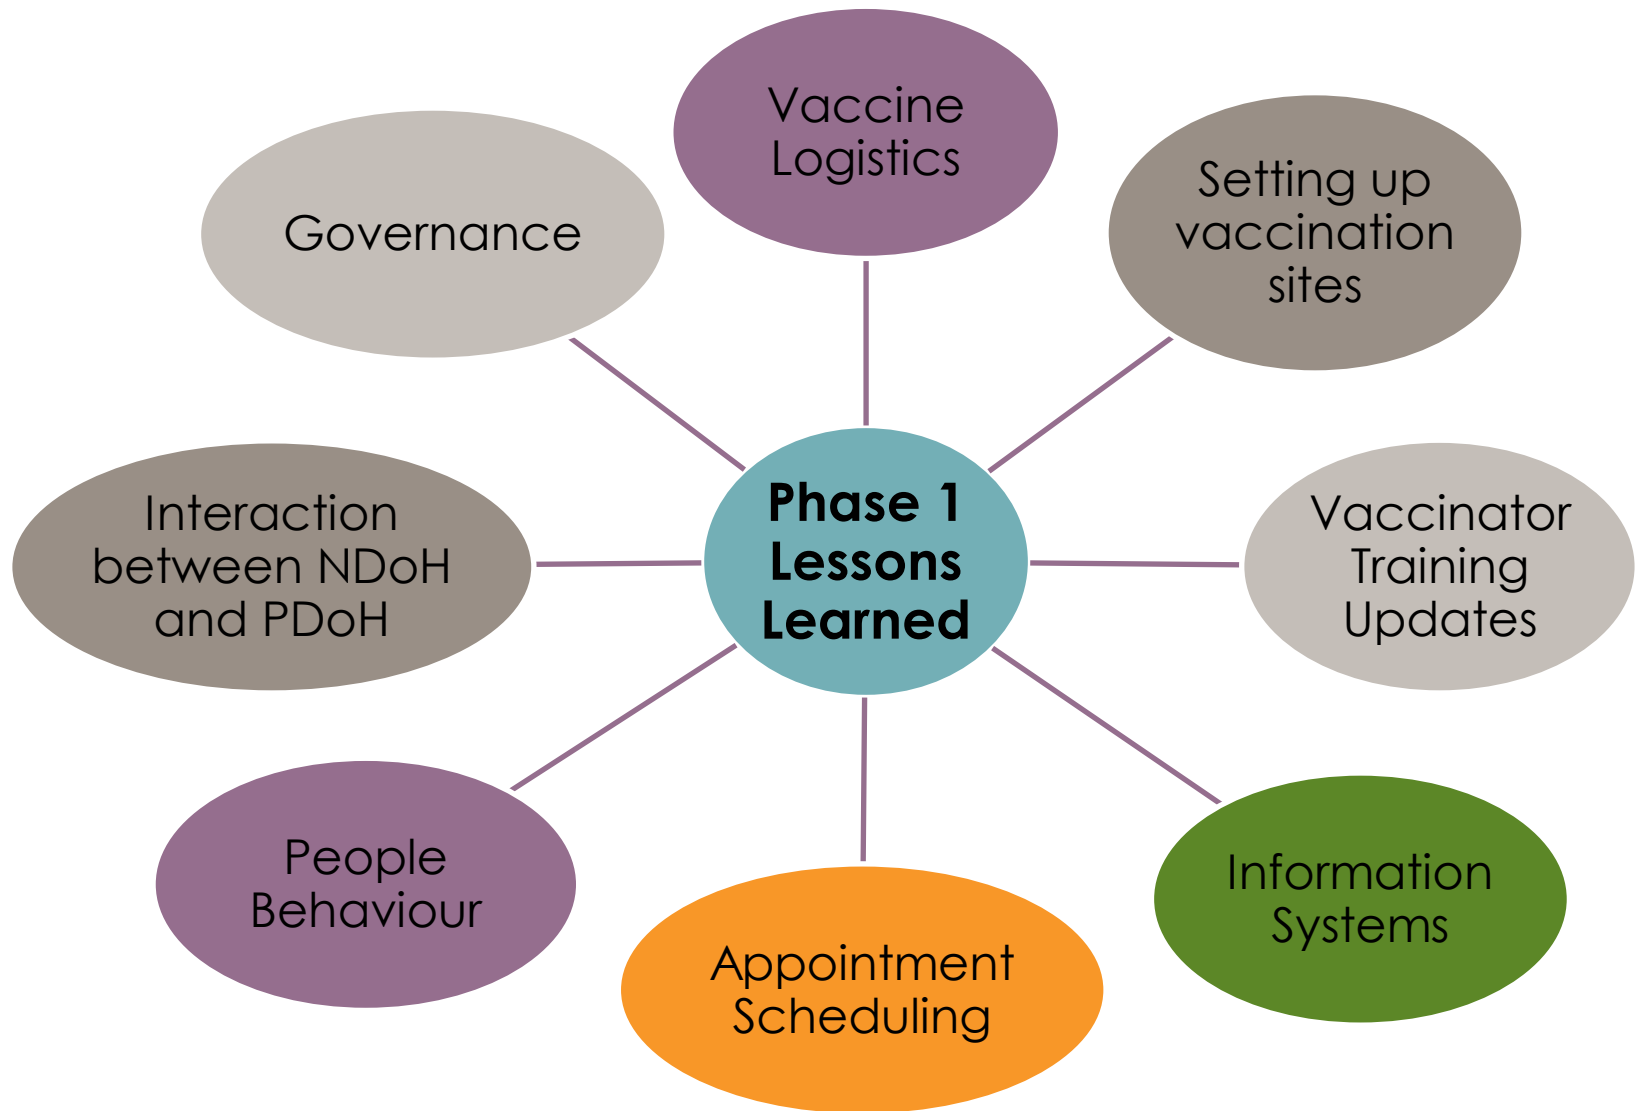 Vaccine
Logistics
Setting up
vaccination
sites
Governance
Vaccinator
Training
Updates
Phase 1
Lessons
Learned
Interaction
between NDoH
and PDoH
Information
Systems
People
Behaviour
Appointment
Scheduling